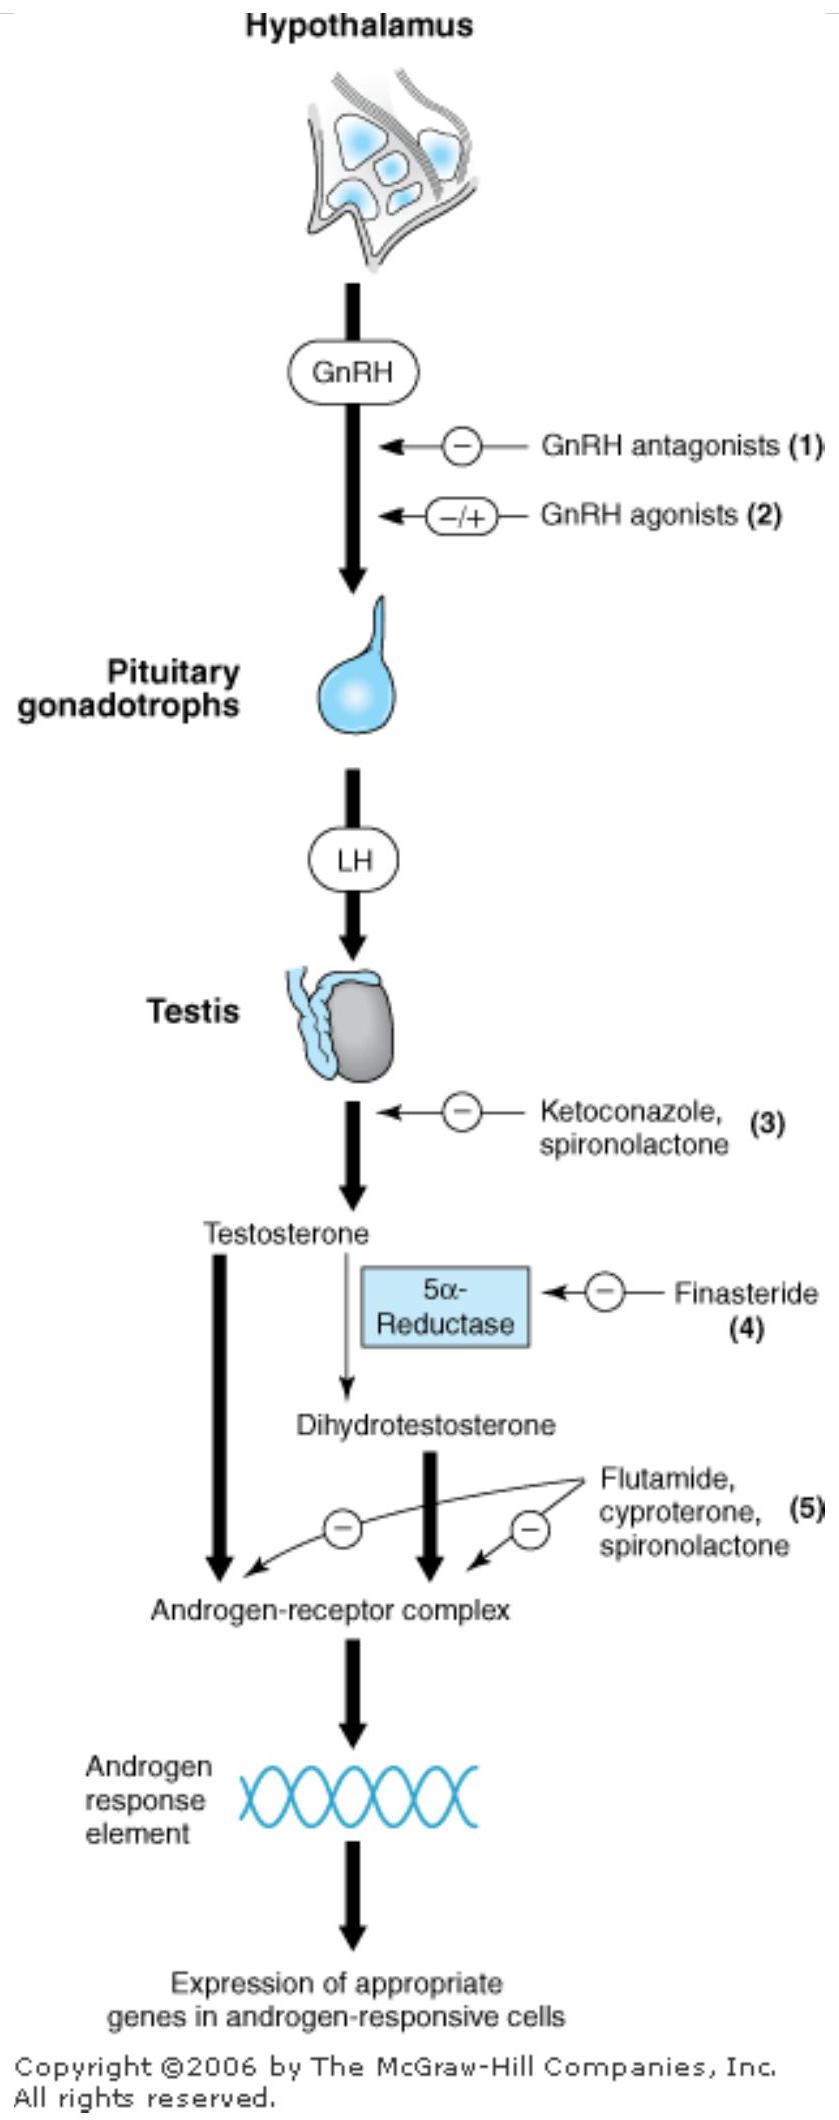 Hypothalamus
GnRH
− GnRH antagonists (1)
−/+ GnRH agonists (2)
Pituitary
gonadotrophs
LH
Testis
− Ketoconazole,
spironolactone (3)
Testosterone
5α-
Reductase
− Finasteride
(4)
Dihydrotestosterone
Flutamide,
cyproterone, (5)
spironolactone
−
−
Androgen-receptor complex
Androgen
response
element
Expression of appropriate
genes in androgen-responsive cells
Copyright ©2006 by The McGraw-Hill Companies, Inc.
All rights reserved.